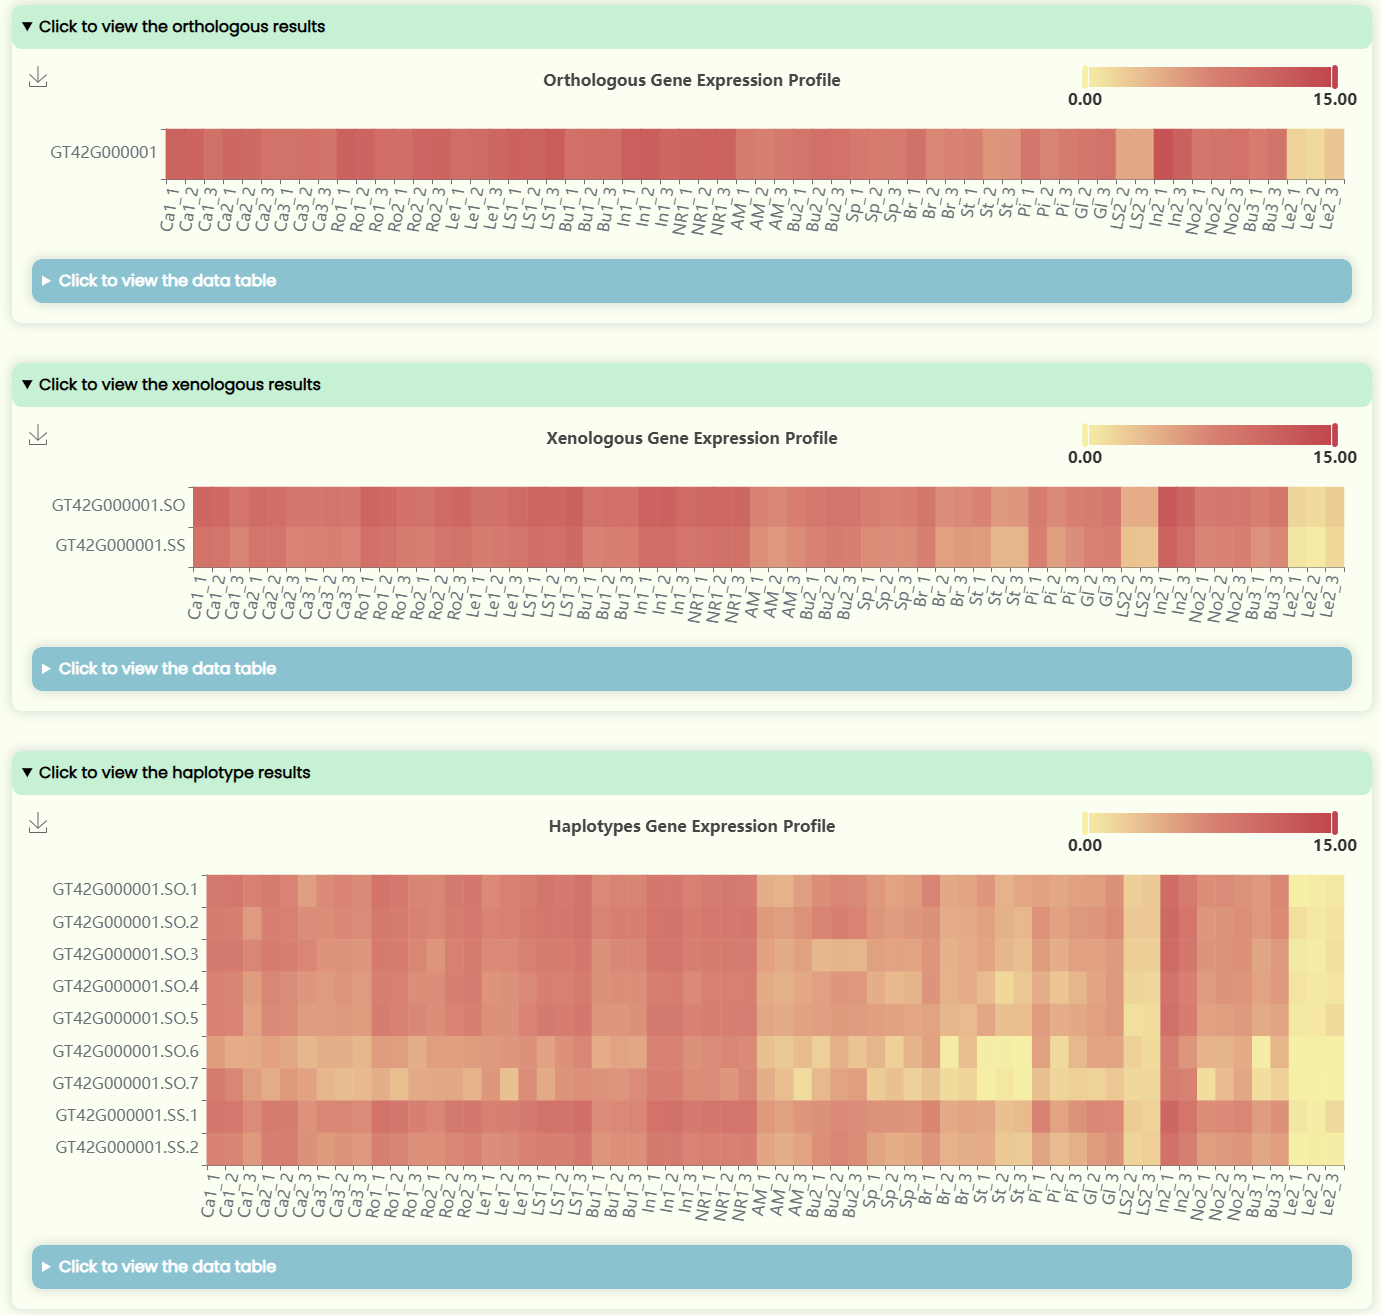 Click to view the orthologous results
Orthologous Gene Expression Profile
0.00 15.00
GT42G000001
Ca1_1 Ca1_2 Ca1_3 Ca2_1 Ca2_2 Ca2_3 Ca3_1 Ca3_2 Ca3_3 Ro1_1 Ro1_2 Ro1_3 Ro2_1 Ro2_2 Ro2_3 Le1_1 Le1_2 Le1_3 LS1_1 LS1_2 LS1_3 Bu1_1 Bu1_2 Bu1_3 In1_1 In1_2 In1_3 NR1_1 NR1_2 NR1_3 AM_1 AM_2 AM_3 Bu2_1 Bu2_2 Bu2_3 Sp_1 Sp_2 Sp_3 Br_1 Br_2 Br_3 St_1 St_2 St_3 Pi_1 Pi_2 Pi_3 Gl_2 Gl_3 LS2_2 LS2_3 In2_1 In2_3 No2_1 No2_2 No2_3 Bu3_1 Bu3_3 Le2_1 Le2_2 Le2_3
Click to view the data table
Click to view the xenologous results
Xenologous Gene Expression Profile
0.00 15.00
GT42G000001.SO
GT42G000001.SS
Ca1_1 Ca1_2 Ca1_3 Ca2_1 Ca2_2 Ca2_3 Ca3_1 Ca3_2 Ca3_3 Ro1_1 Ro1_2 Ro1_3 Ro2_1 Ro2_2 Ro2_3 Le1_1 Le1_2 Le1_3 LS1_1 LS1_2 LS1_3 Bu1_1 Bu1_2 Bu1_3 In1_1 In1_2 In1_3 NR1_1 NR1_2 NR1_3 AM_1 AM_2 AM_3 Bu2_1 Bu2_2 Bu2_3 Sp_1 Sp_2 Sp_3 Br_1 Br_2 Br_3 St_1 St_2 St_3 Pi_1 Pi_2 Pi_3 Gl_2 Gl_3 LS2_2 LS2_3 In2_1 In2_3 No2_1 No2_2 No2_3 Bu3_1 Bu3_3 Le2_1 Le2_2 Le2_3
Click to view the data table
Click to view the haplotype results
Haplotypes Gene Expression Profile
0.00 15.00
GT42G000001.SO.1
GT42G000001.SO.2
GT42G000001.SO.3
GT42G000001.SO.4
GT42G000001.SO.5
GT42G000001.SO.6
GT42G000001.SO.7
GT42G000001.SS.1
GT42G000001.SS.2
Ca1_1 Ca1_2 Ca1_3 Ca2_1 Ca2_2 Ca2_3 Ca3_1 Ca3_2 Ca3_3 Ro1_1 Ro1_2 Ro1_3 Ro2_1 Ro2_2 Ro2_3 Le1_1 Le1_2 Le1_3 LS1_1 LS1_2 LS1_3 Bu1_1 Bu1_2 Bu1_3 In1_1 In1_2 In1_3 NR1_1 NR1_2 NR1_3 AM_1 AM_2 AM_3 Bu2_1 Bu2_2 Bu2_3 Sp_1 Sp_2 Sp_3 Br_1 Br_2 Br_3 St_1 St_2 St_3 Pi_1 Pi_2 Pi_3 Gl_2 Gl_3 LS2_2 LS2_3 In2_1 In2_3 No2_1 No2_2 No2_3 Bu3_1 Bu3_3 Le2_1 Le2_2 Le2_3
Click to view the data table